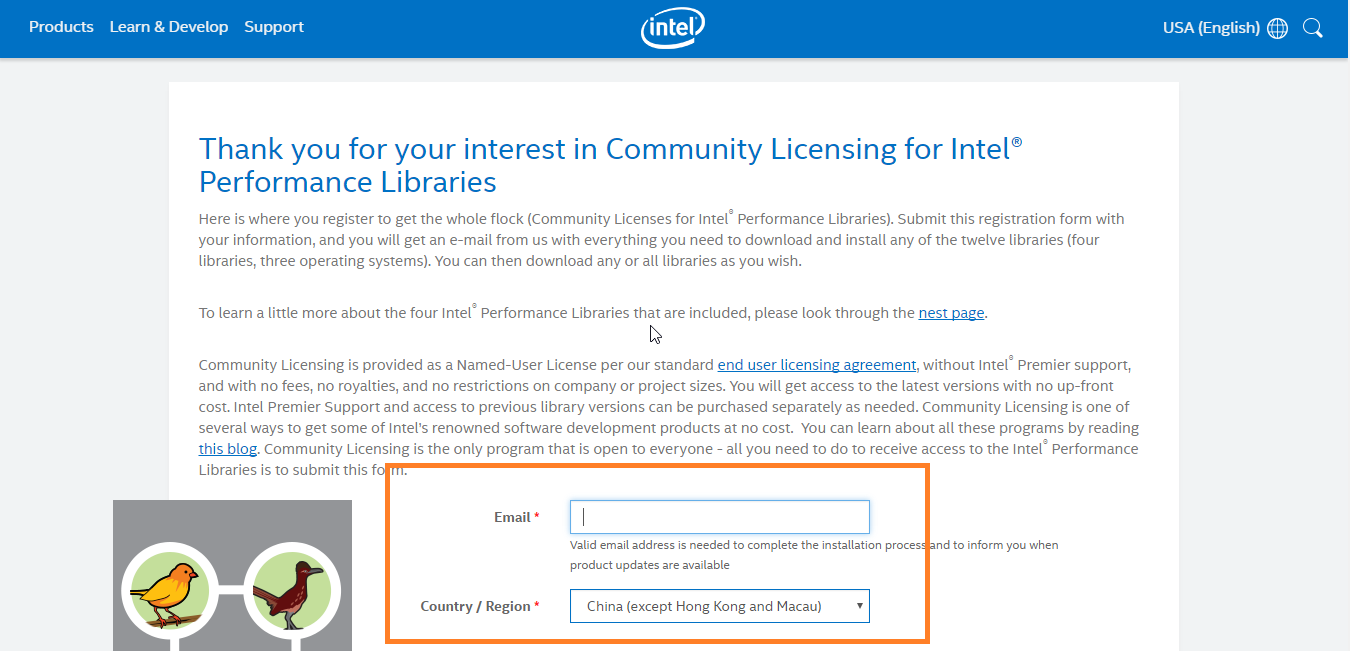 Products Learn & Develop Support
intel
USA (English)
Thank you for your interest in Community Licensing for Intel®
Performance Libraries
Here is where you register to get the whole flock (Community Licenses for Intel® Performance Libraries). Submit this registration form with
your information, and you will get an e-mail from us with everything you need to download and install any of the twelve libraries (four
libraries, three operating systems). You can then download any or all libraries as you wish.
To learn a little more about the four Intel® Performance Libraries that are included, please look through the nest page.
Community Licensing is provided as a Named-User License per our standard end user licensing agreement, without Intel® Premier support,
and with no fees, no royalties, and no restrictions on company or project sizes. You will get access to the latest versions with no up-front
cost. Intel Premier Support and access to previous library versions can be purchased separately as needed. Community Licensing is one of
several ways to get some of Intel's renowned software development products at no cost.  You can learn about all these programs by reading
this blog. Community Licensing is the only program that is open to everyone - all you need to do to receive access to the Intel® Performance
Libraries is to submit this form.
Email *
Valid email address is needed to complete the installation process and to inform you when
product updates are available
Country / Region * China (except Hong Kong and Macau)